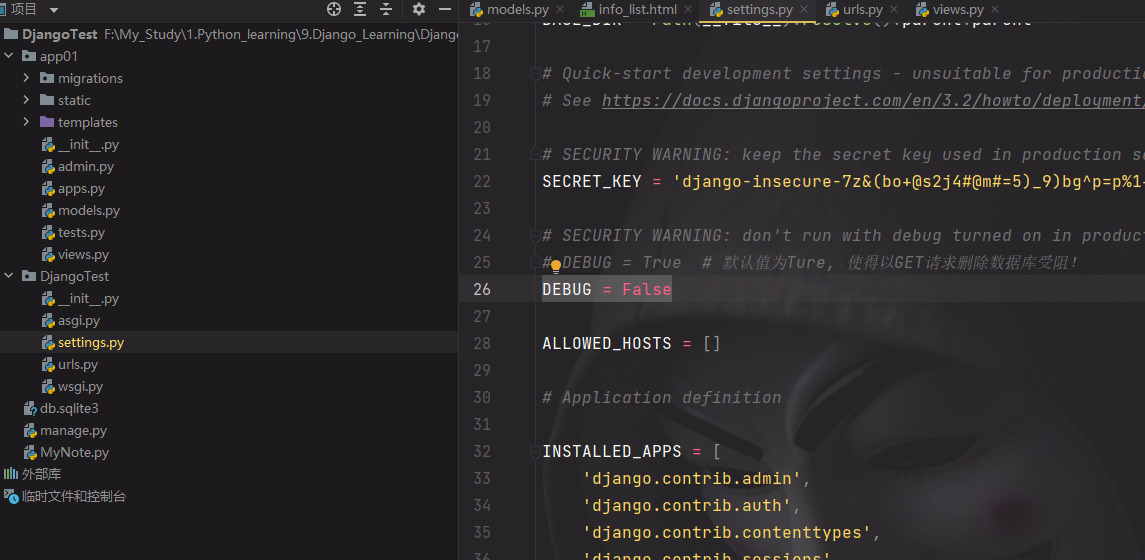 项目
models.py
info_list.html
settings.py
urls.py
views.py
DjangoTest F:\My_Study\1.Python_learning\9.Django_Learning\Django
app01
migrations
static
templates
__init__.py
admin.py
apps.py
models.py
tests.py
views.py
DjangoTest
__init__.py
asgi.py
settings.py
urls.py
wsgi.py
db.sqlite3
manage.py
MyNote.py
外部库
临时文件和控制台
17
18 # Quick-start development settings - unsuitable for productio
19 # See https://docs.djangoproject.com/en/3.2/howto/deployment/
20
21 # SECURITY WARNING: keep the secret key used in production se
22 SECRET_KEY = 'django-insecure-7z&(bo+@s2j4#@m#=5)_9)bg^p=p%1
23
24 # SECURITY WARNING: don't run with debug turned on in product
25 # DEBUG = True  # 默认值为Ture, 使得以GET请求删除数据库受阻!
26 DEBUG = False
27
28 ALLOWED_HOSTS = []
29
30 # Application definition
31
32 INSTALLED_APPS = [
33 'django.contrib.admin',
34 'django.contrib.auth',
35 'django.contrib.contenttypes',
36 'django.contrib.sessions'